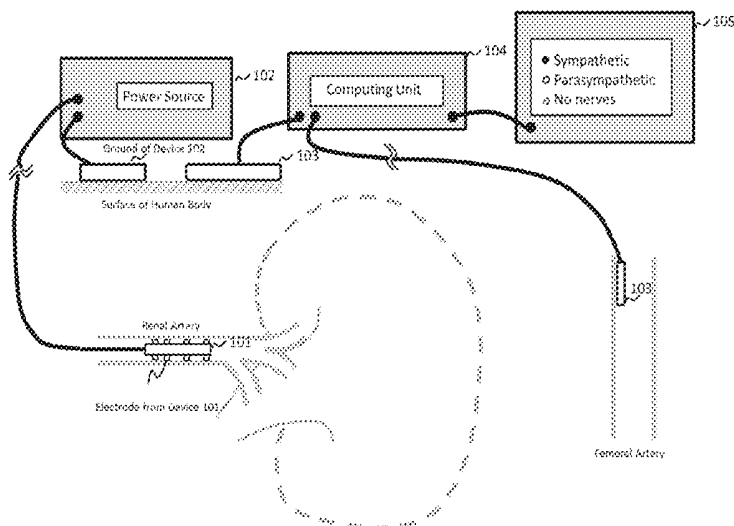 105
104
102
Power Source
Computing Unit
Sympathetic
Parasympathetic
No nerves
Ground of Device 102
103
Surface of Human Body
Renal Artery
101
Electrode from Device 101
103
Femoral Artery